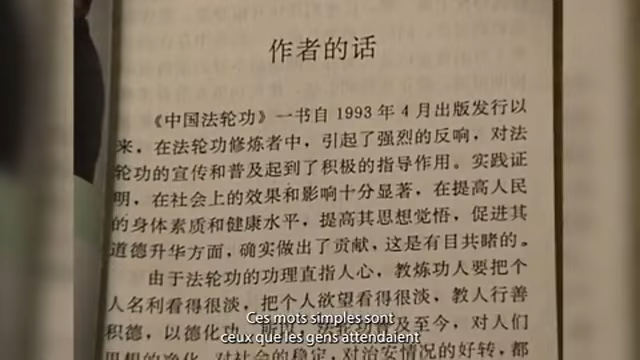 作者的话
《中国法轮功》一书自1993年4月出版发行以
来，在法轮功修炼者中，引起了强烈的反响，对法
轮功的宣传和普及起到了积极的指导作用。实践证
明，在社会上的效果和影响十分显著，在提高人民
的身体素质和健康水平，提高其思想觉悟，促进其
道德升华方面，确实做出了贡献，这是有目共睹的。
由于法轮功的功理直指人心，教炼功人要把个
人名利看得很淡，把个人欲望看得很淡，教人行善
Ces mots simples sont
积德，以德化功
及至今，对人们
ceux que les gens attendaient
对社会的稳定，对治安情况的好转，都